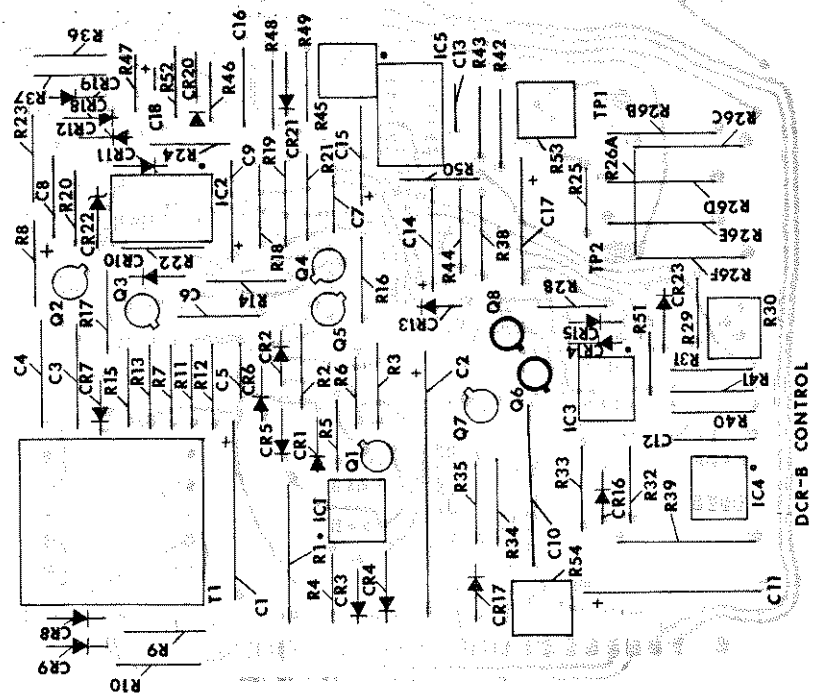 R36
R37
CR19
CR18
CR12
R47
C18
R52
CR20
R46
C16
R48
R49
R45
IC5
C13
R43
R42
R53
TP1
R26B
R26C
R23
CR11
R24
C9
R19
CR21
R21
C15
R50
R25
R26A
R26D
R26E
R26F
R8
C8
R20
CR22
CR10
R22
IC2
R18
C7
Q4
R16
C14
R44
R38
C17
TP2
Q2
R17
Q3
C6
R14
Q5
CR13
Q8
R28
CR15
CR14
R51
CR23
R29
R30
R31
C4
C3
CR7
R15
R13
R7
R11
R12
C5
CR6
CR2
R2
R6
R3
C2
CR5
CR1
R5
Q1
Q7
Q6
IC3
R41
R40
C12
T1
C1
R1
IC1
R4
CR3
CR4
R35
R34
C10
R33
CR16
R32
R39
IC4
R54
CR17
C11
CR8
CR9
R9
R10
DCR-B CONTROL